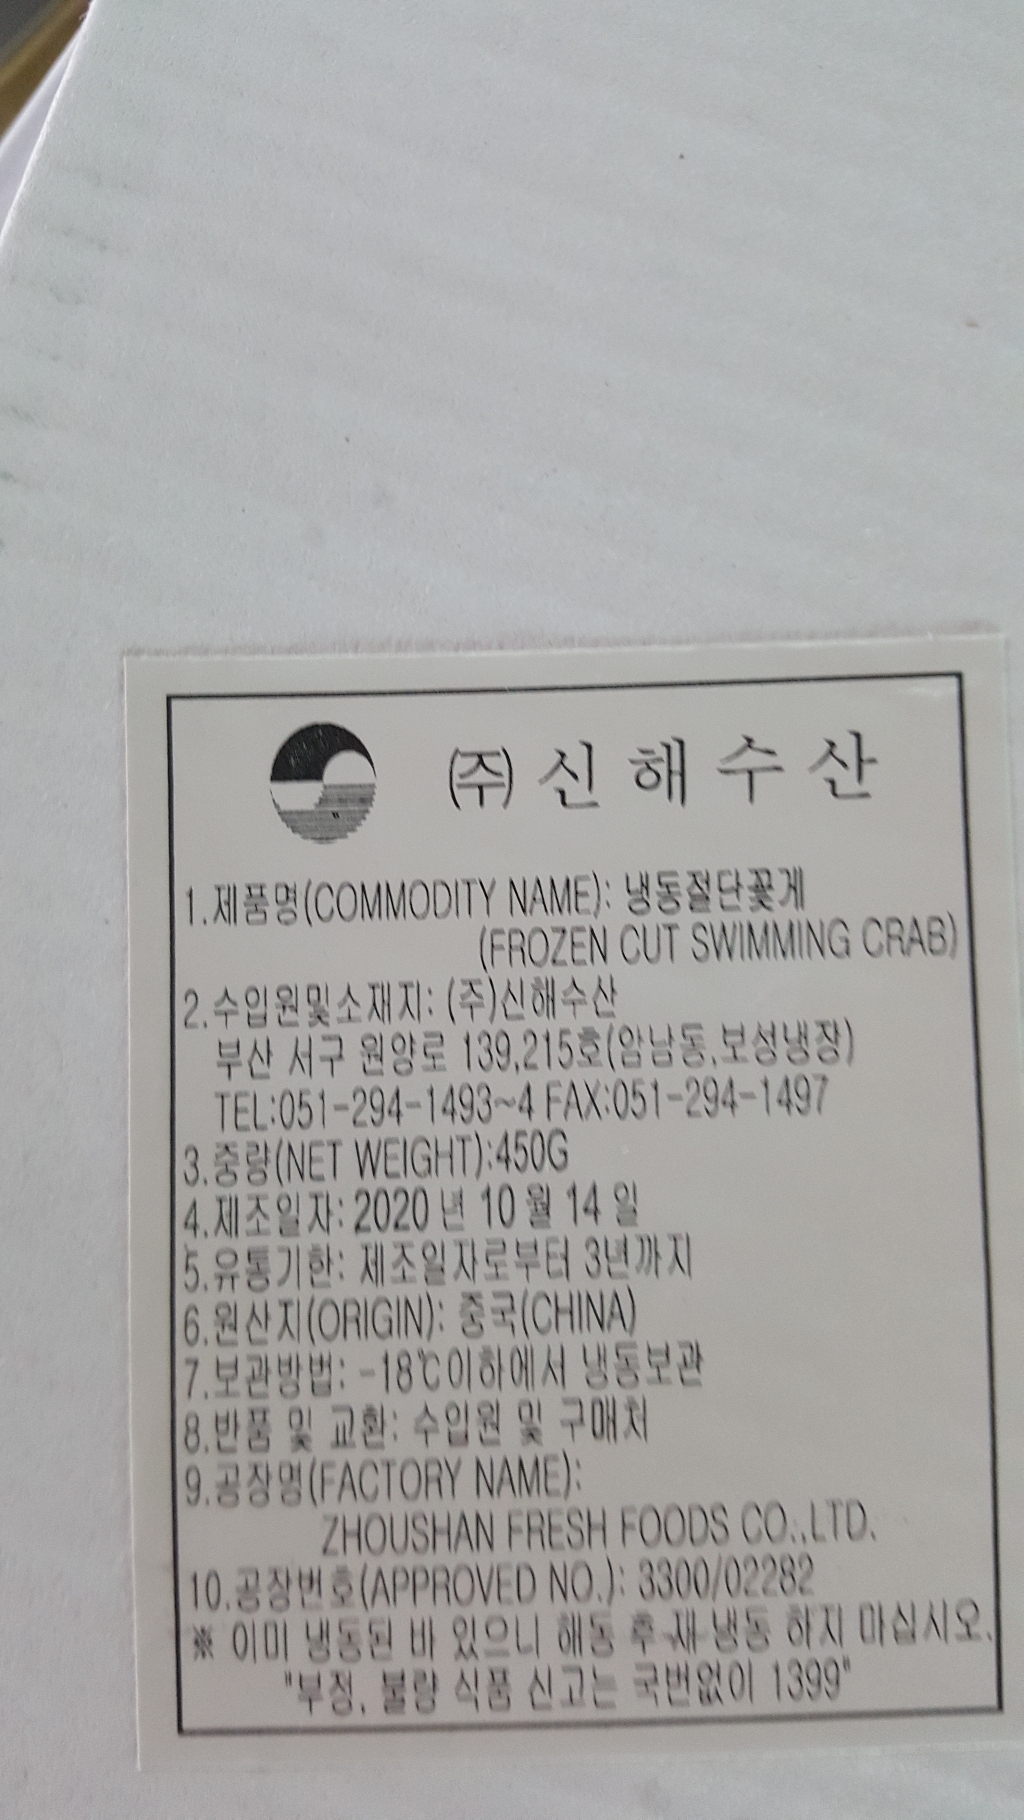 (주)신해수산
1.제품명(COMMODITY NAME): 냉동절단꽃게
(FROZEN CUT SWIMMING CRAB)
2.수입원및소재지: (주)신해수산
부산 서구 원양로 139,215호(암남동,보성냉장)
TEL:051-294-1493~4 FAX:051-294-1497
3.중량(NET WEIGHT):450G
4.제조일자: 2020 년 10 월 14 일
5.유통기한: 제조일자로부터 3년까지
6.원산지(ORIGIN): 중국(CHINA)
7.보관방법: -18℃이하에서 냉동보관
8.반품 및 교환: 수입원 및 구매처
9.공장명(FACTORY NAME):
ZHOUSHAN FRESH FOODS CO.,LTD.
10.공장번호(APPROVED NO.): 3300/02282
※ 이미 냉동된 바 있으니 해동 후 재 냉동 하지 마십시오.
"부정, 불량 식품 신고는 국번없이 1399"